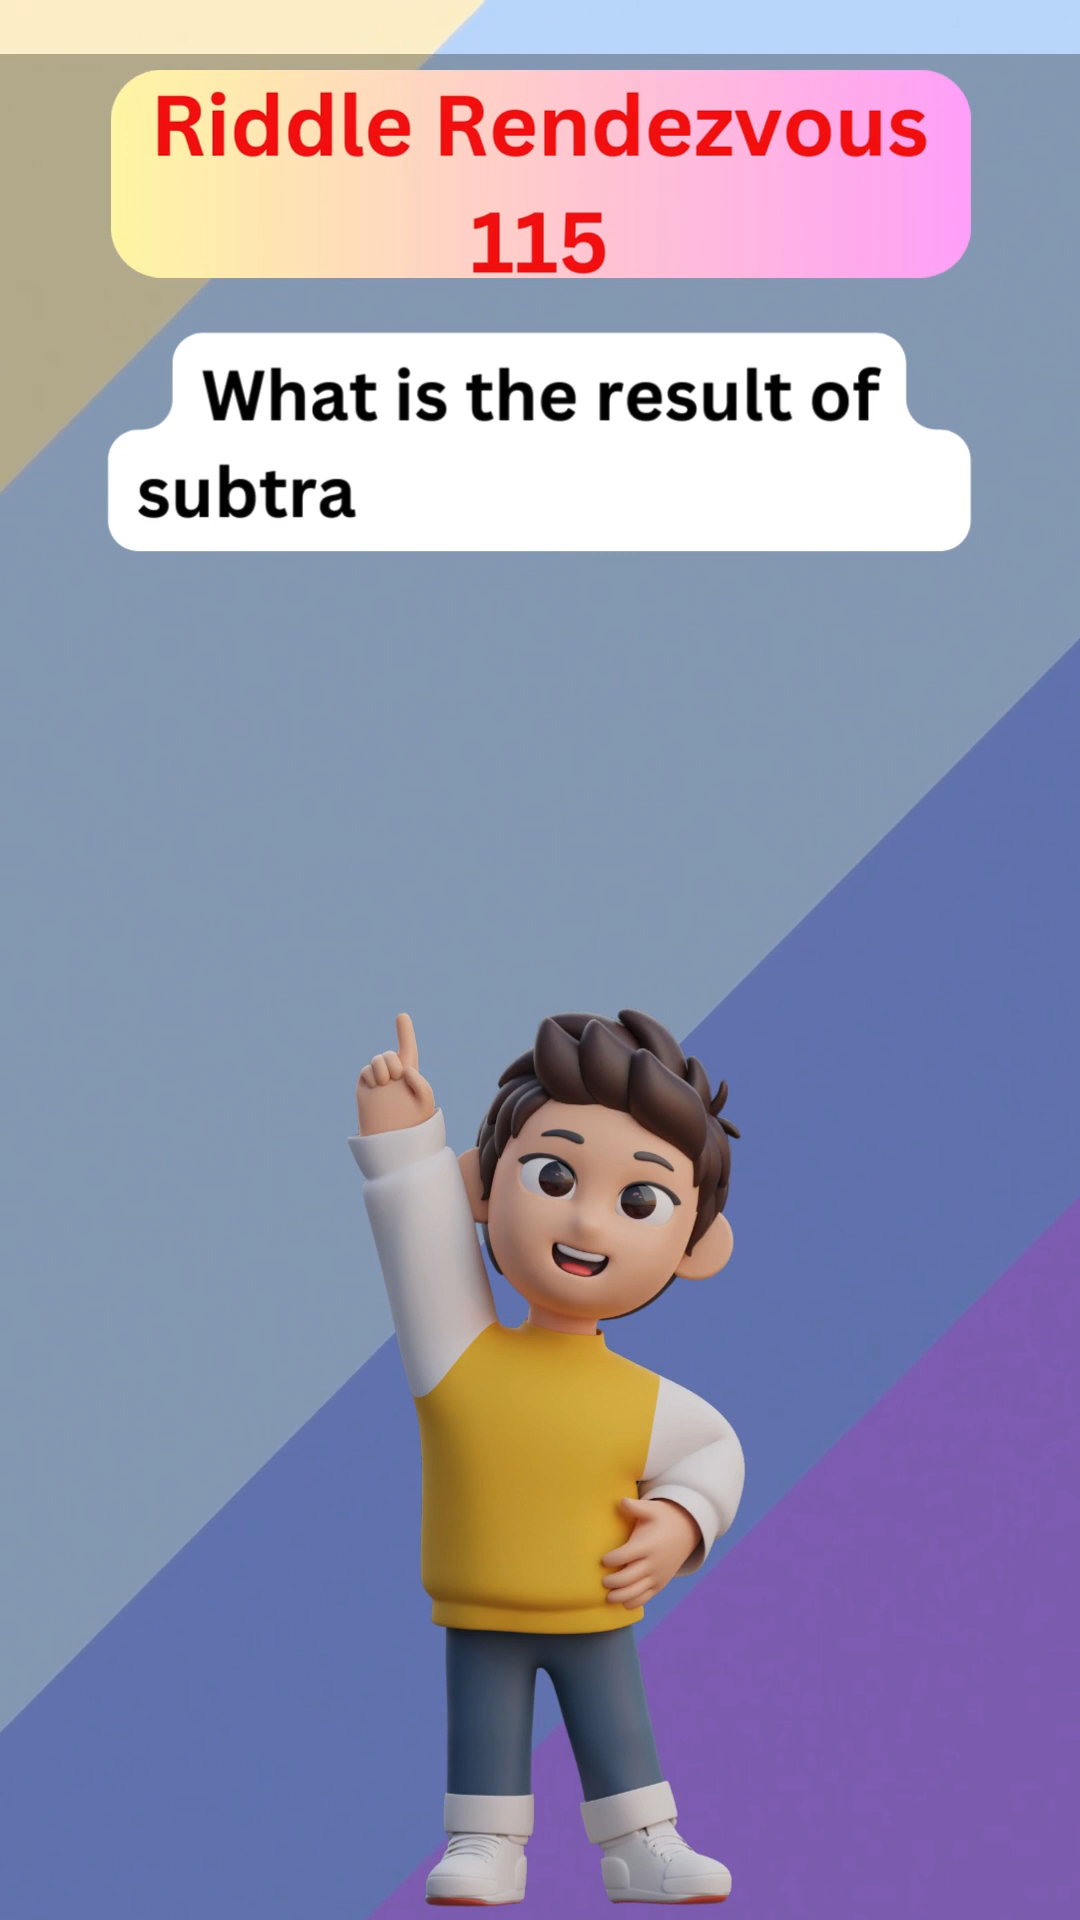 Riddle Rendezvous
115
What is the result of
subtra